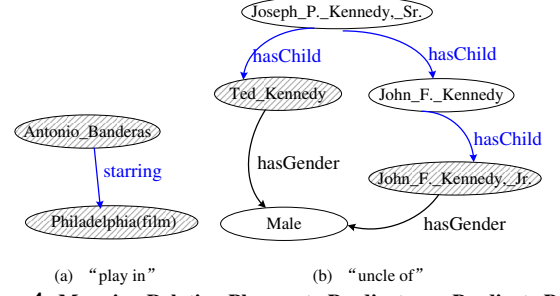 Joseph_P._Kennedy,_Sr.
hasChild
hasChild
Ted_Kennedy
John_F._Kennedy
Antonio_Banderas
hasChild
starring
hasGender
John_F._Kennedy,_Jr.
Philadelphia(film)
Male
hasGender
(a) “play in”
(b) “uncle of”